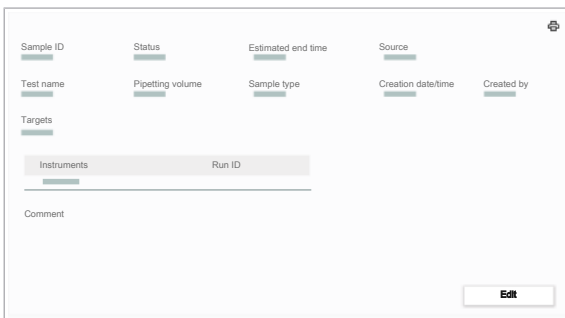 Sample ID Status Estimated end time Source
Test name Pipetting volume Sample type Creation date/time Created by
Targets
Instruments Run ID
Comment
Edit